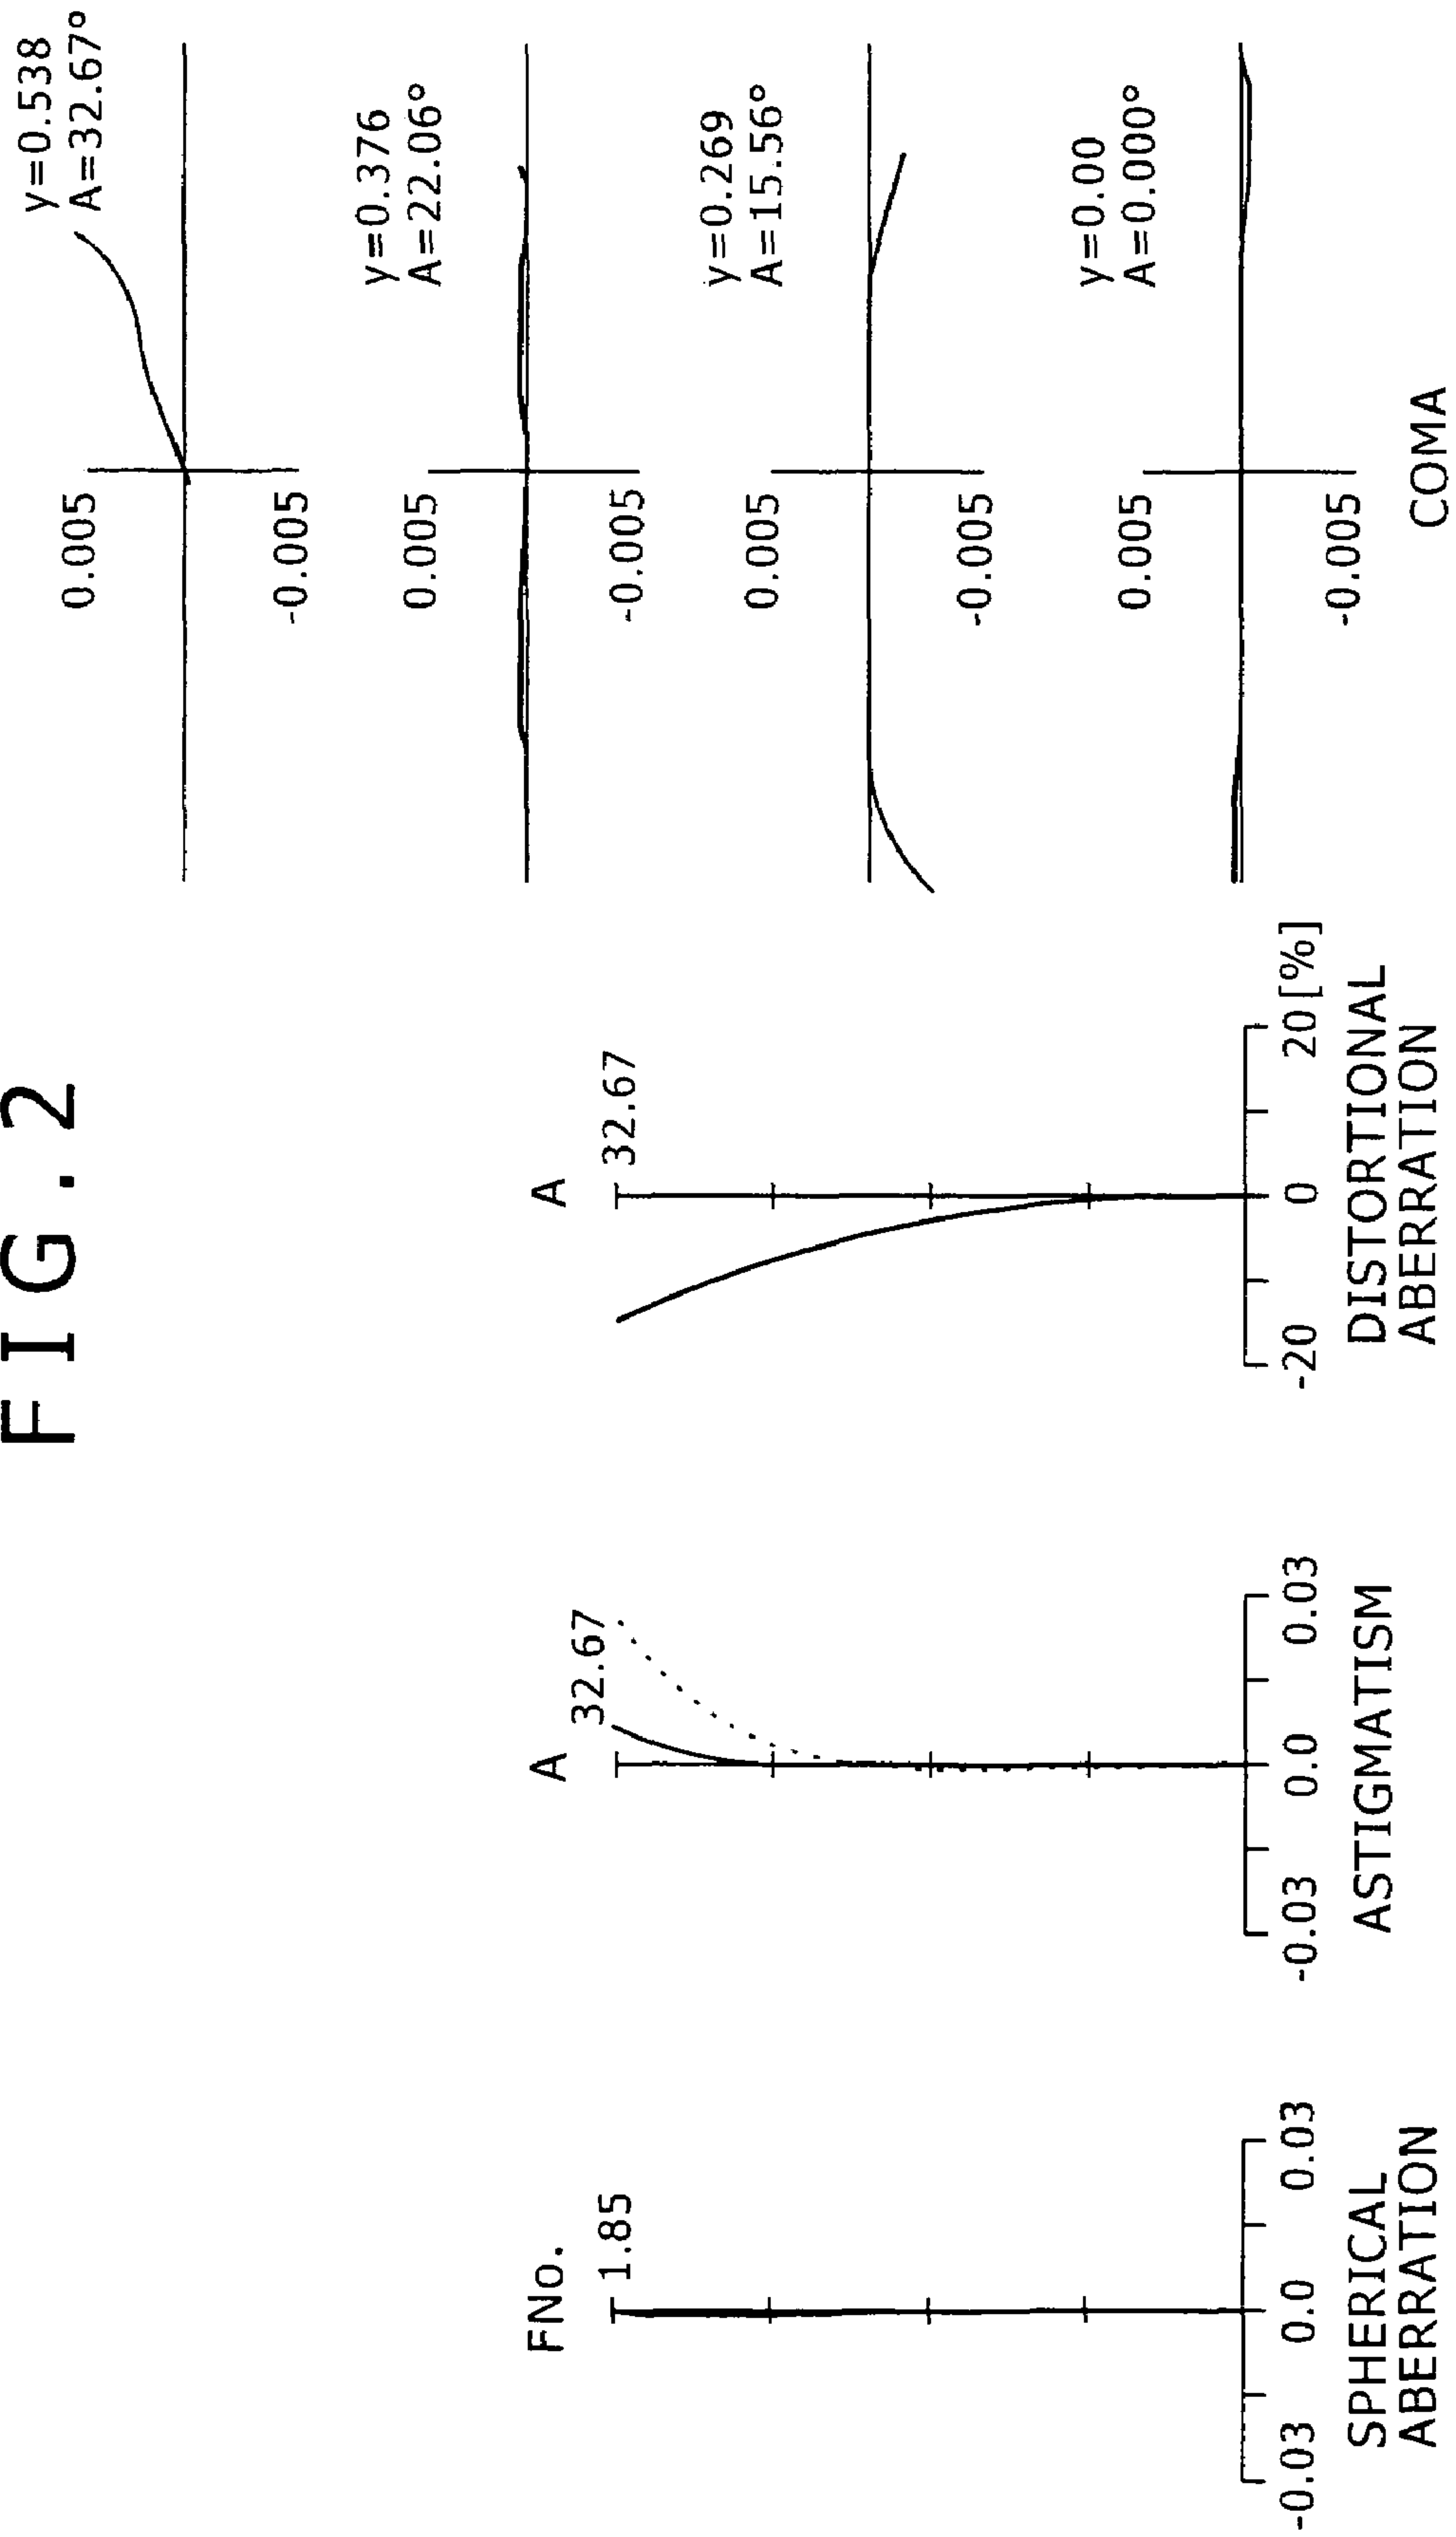 FIG.2
FNo.
1.85
-0.03 0.0 0.03
SPHERICAL
ABERRATION
A
32.67
-0.03 0.0 0.03
ASTIGMATISM
A
32.67
-20 0 20[%]
DISTORTIONAL
ABERRATION
y=0.538
A=32.67°
0.005
-0.005
y=0.376
A=22.06°
0.005
-0.005
y=0.269
A=15.56°
0.005
-0.005
y=0.00
A=0.000°
0.005
-0.005
COMA